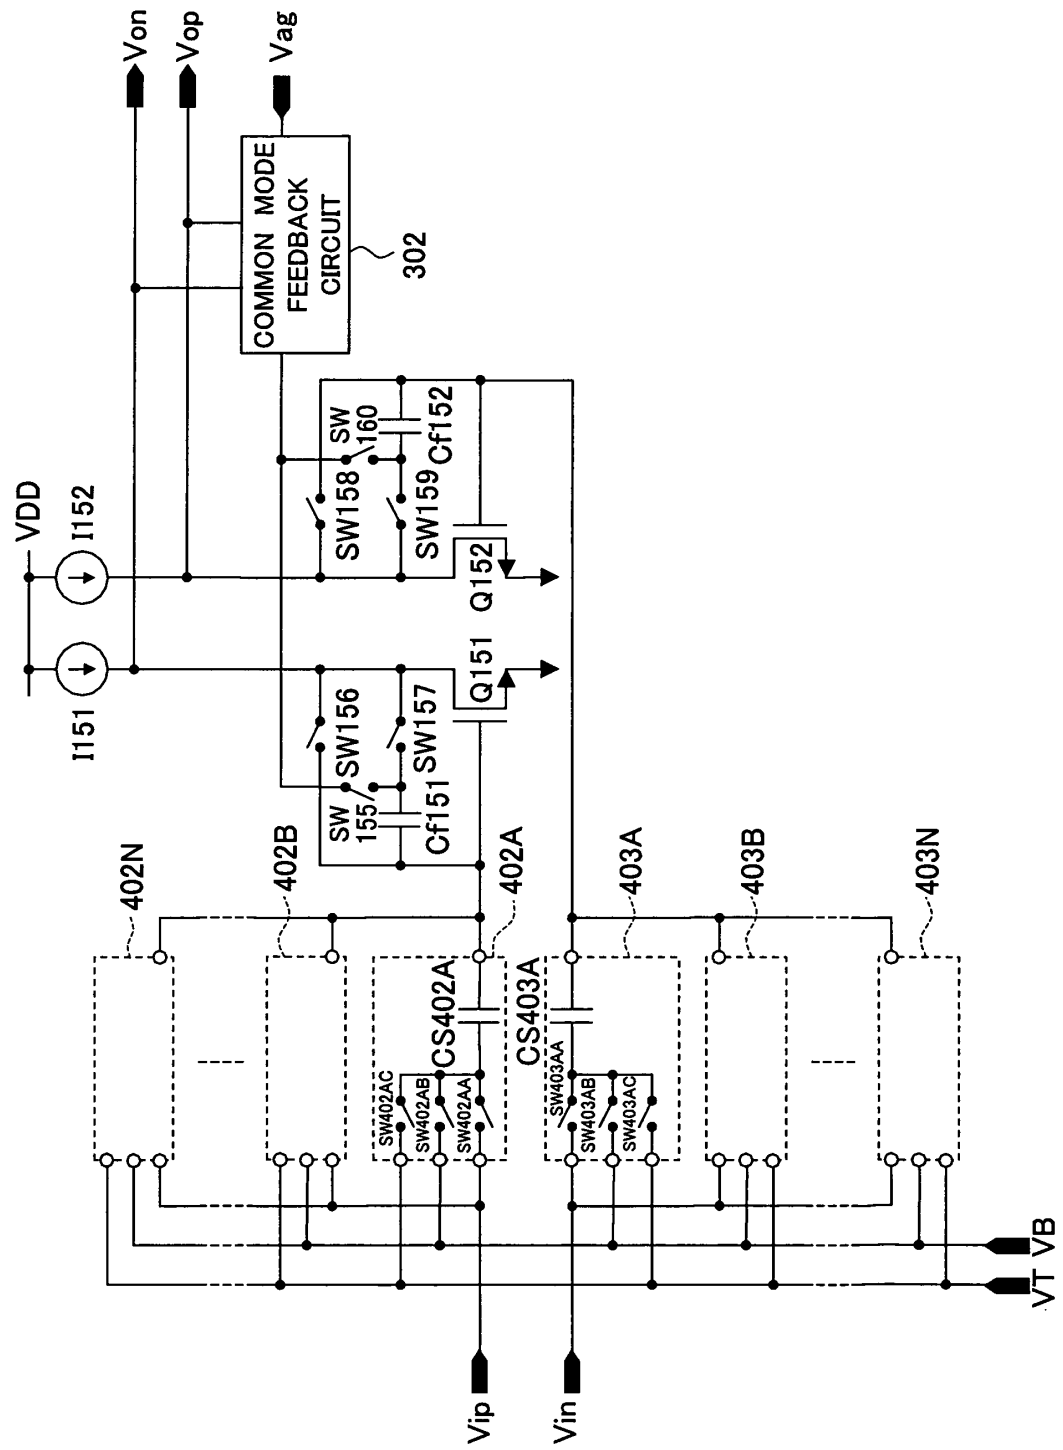 VDD
I151
I152
Von
Vop
Vag
COMMON MODE
FEEDBACK
CIRCUIT
302
SW156
SW157
SW
155
Cf151
Q151
SW158
SW159
SW
160
Cf152
Q152
402N
402B
402A
403A
403B
403N
CS402A
SW402AC
SW402AB
SW402AA
CS403A
SW403AA
SW403AB
SW403AC
Vip
Vin
VT
VB